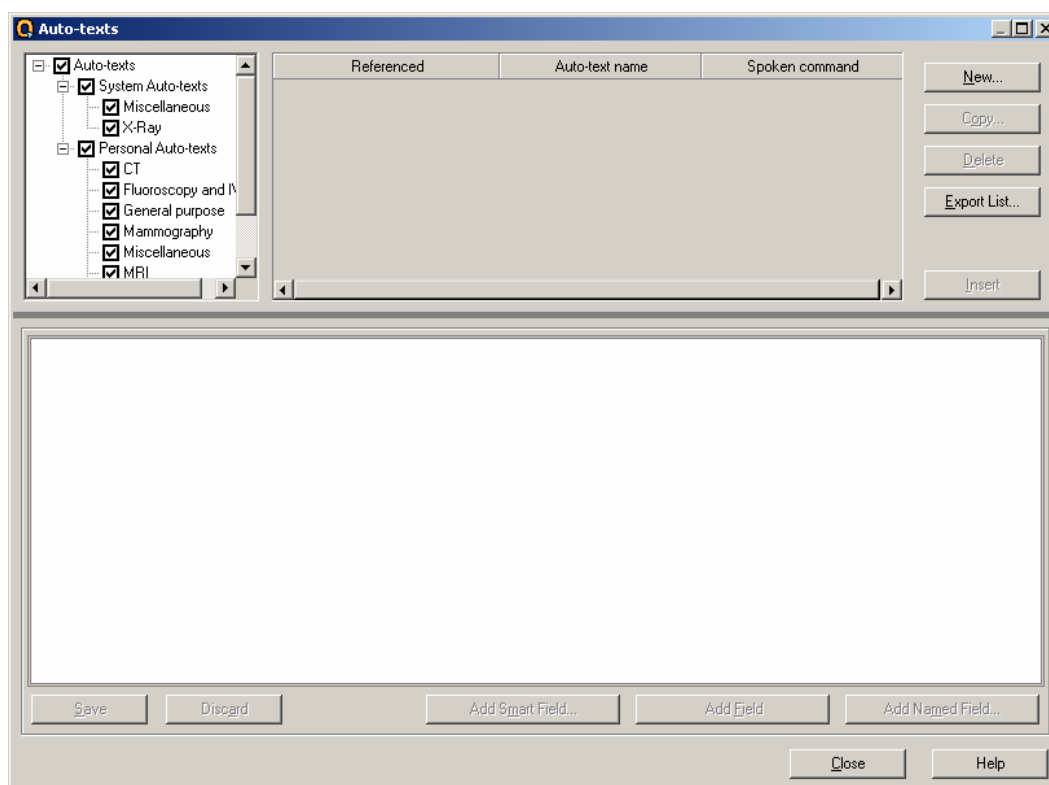 Auto-texts
Auto-texts
System Auto-texts
Miscellaneous
X-Ray
Personal Auto-texts
CT
Fluoroscopy and I
General purpose
Mammography
Miscellaneous
MRI
Referenced Auto-text name Spoken command
New...
Copy...
Delete
Export List...
Insert
Save Discard Add Smart Field... Add Field Add Named Field...
Close Help